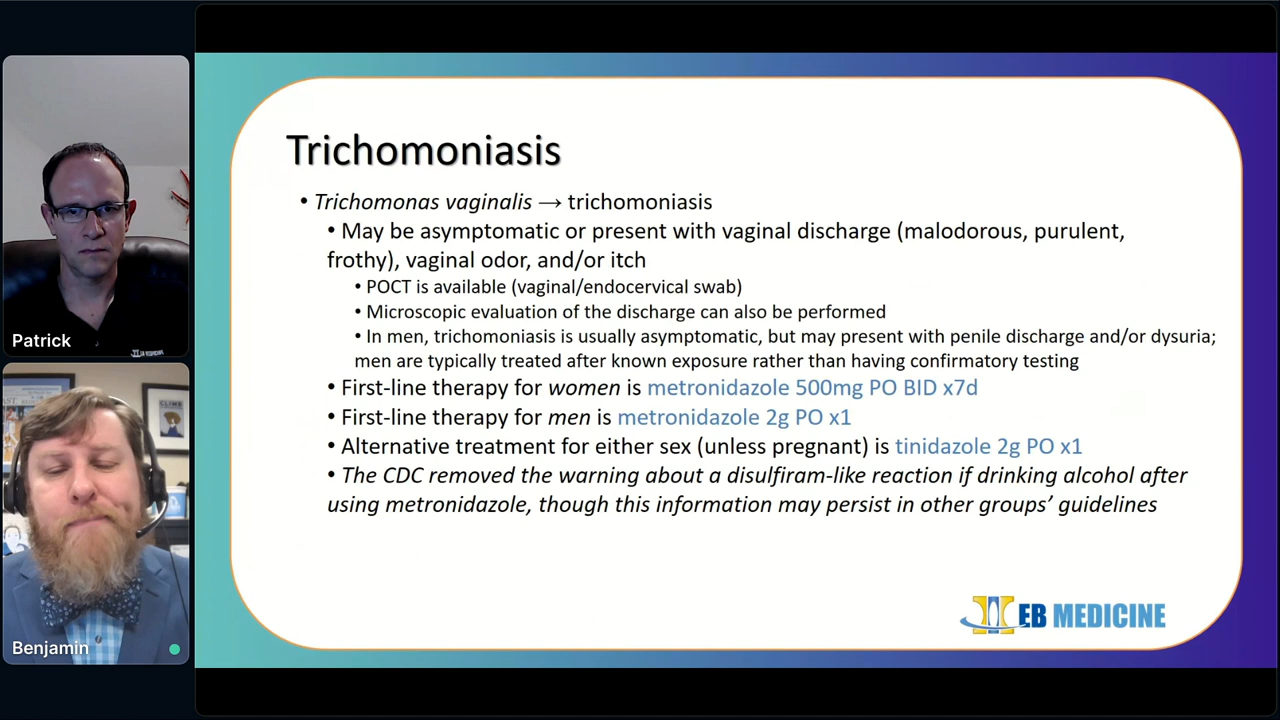 Trichomoniasis
• Trichomonas vaginalis → trichomoniasis
• May be asymptomatic or present with vaginal discharge (malodorous, purulent,
frothy), vaginal odor, and/or itch
• POCT is available (vaginal/endocervical swab)
• Microscopic evaluation of the discharge can also be performed
• In men, trichomoniasis is usually asymptomatic, but may present with penile discharge and/or dysuria;
men are typically treated after known exposure rather than having confirmatory testing
• First-line therapy for women is metronidazole 500mg PO BID x7d
• First-line therapy for men is metronidazole 2g PO x1
• Alternative treatment for either sex (unless pregnant) is tinidazole 2g PO x1
• The CDC removed the warning about a disulfiram-like reaction if drinking alcohol after
using metronidazole, though this information may persist in other groups' guidelines
EB MEDICINE
Patrick
EB MEDICINE
Benjamin
CLIMB